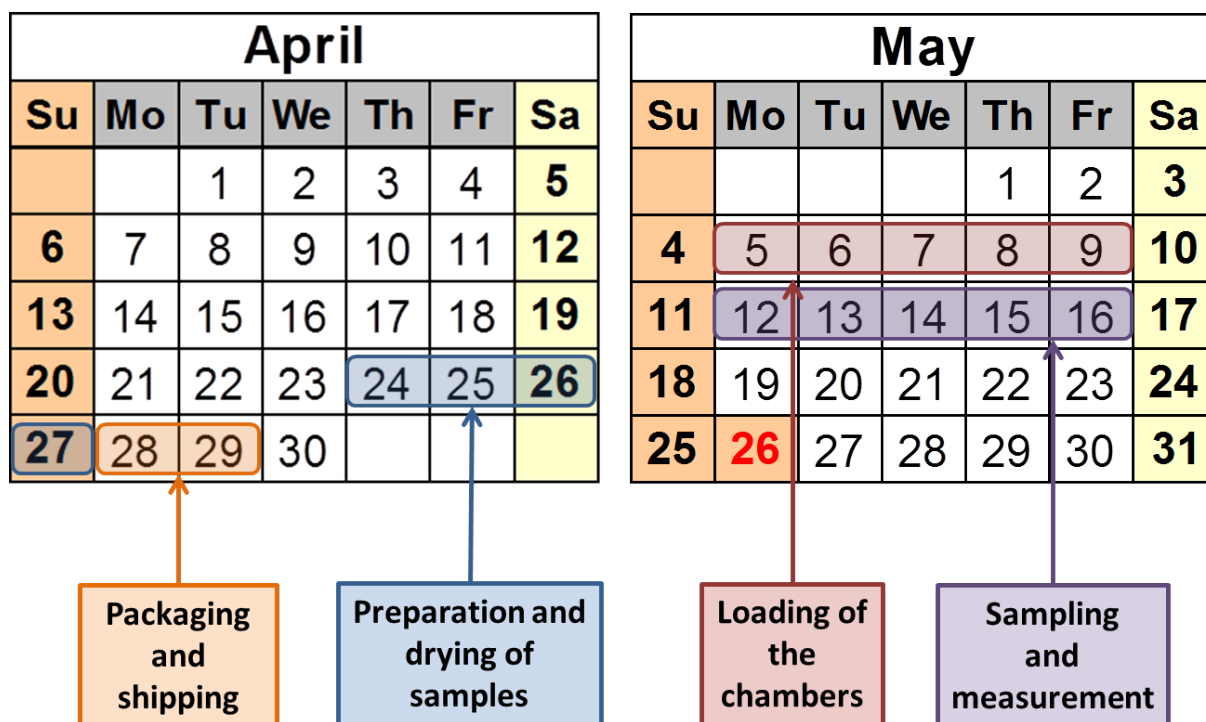 April
Su Mo Tu We Th Fr Sa
1 2 3 4 5
6 7 8 9 10 11 12
13 14 15 16 17 18 19
20 21 22 23 24 25 26
27 28 29 30
May
Su Mo Tu We Th Fr Sa
1 2 3
4 5 6 7 8 9 10
11 12 13 14 15 16 17
18 19 20 21 22 23 24
25 26 27 28 29 30 31
Packaging
and
shipping
Preparation and
drying of
samples
Loading of
the
chambers
Sampling
and
measurement